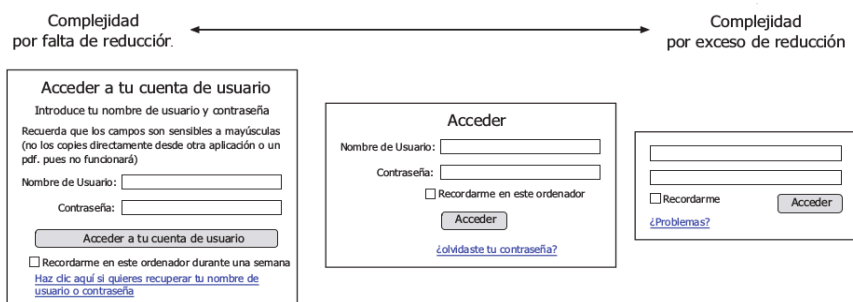 Complejidad
por falta de reducciór.
Complejidad
por exceso de reducción
Acceder a tu cuenta de usuario
Introduce tu nombre de usuario y contraseña
Recuerda que los campos son sensibles a mayúsculas
(no los copies directamente desde otra aplicación o un
pdf. pues no funcionará)
Nombre de Usuario:
Contraseña:
Acceder a tu cuenta de usuario
Recordarme en este ordenador durante una semana
Haz clic aquí si quieres recuperar tu nombre de
usuario o contraseña
Acceder
Nombre de Usuario:
Contraseña:
Recordarme en este ordenador
Acceder
¿olvidaste tu contraseña?
Recordarme
Acceder
¿Problemas?